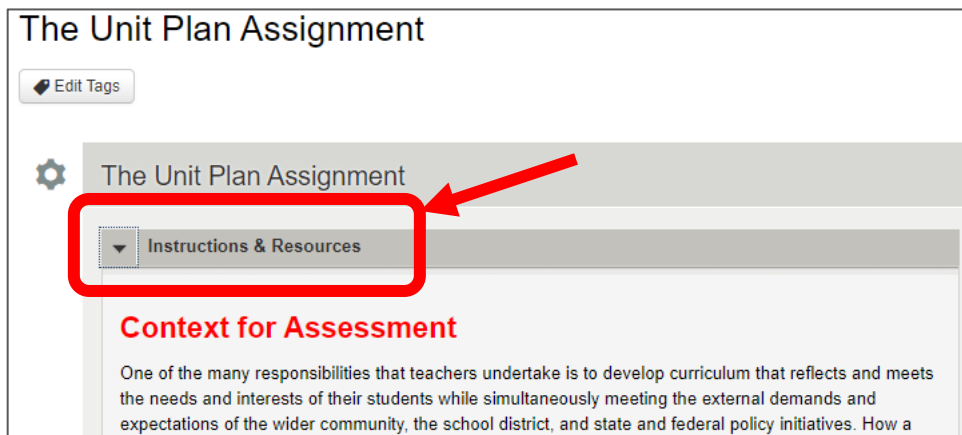 The Unit Plan Assignment
Edit Tags
The Unit Plan Assignment
Instructions & Resources
Context for Assessment
One of the many responsibilities that teachers undertake is to develop curriculum that reflects and meets
the needs and interests of their students while simultaneously meeting the external demands and
expectations of the wider community, the school district, and state and federal policy initiatives. How a